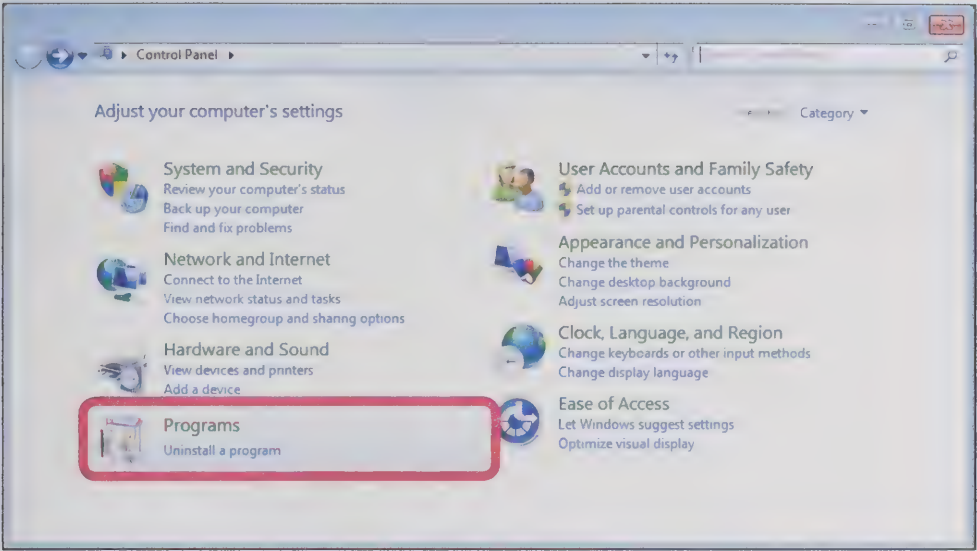 Control Panel
Adjust your computer's settings
Category
System and Security
Review your computer's status
Back up your computer
Find and fix problems
Network and Internet
Connect to the Internet
View network status and tasks
Choose homegroup and sharing options
Hardware and Sound
View devices and printers
Add a device
Programs
Uninstall a program
User Accounts and Family Safety
Add or remove user accounts
Set up parental controls for any user
Appearance and Personalization
Change the theme
Change desktop background
Adjust screen resolution
Clock, Language, and Region
Change keyboards or other input methods
Change display language
Ease of Access
Let Windows suggest settings
Optimize visual display